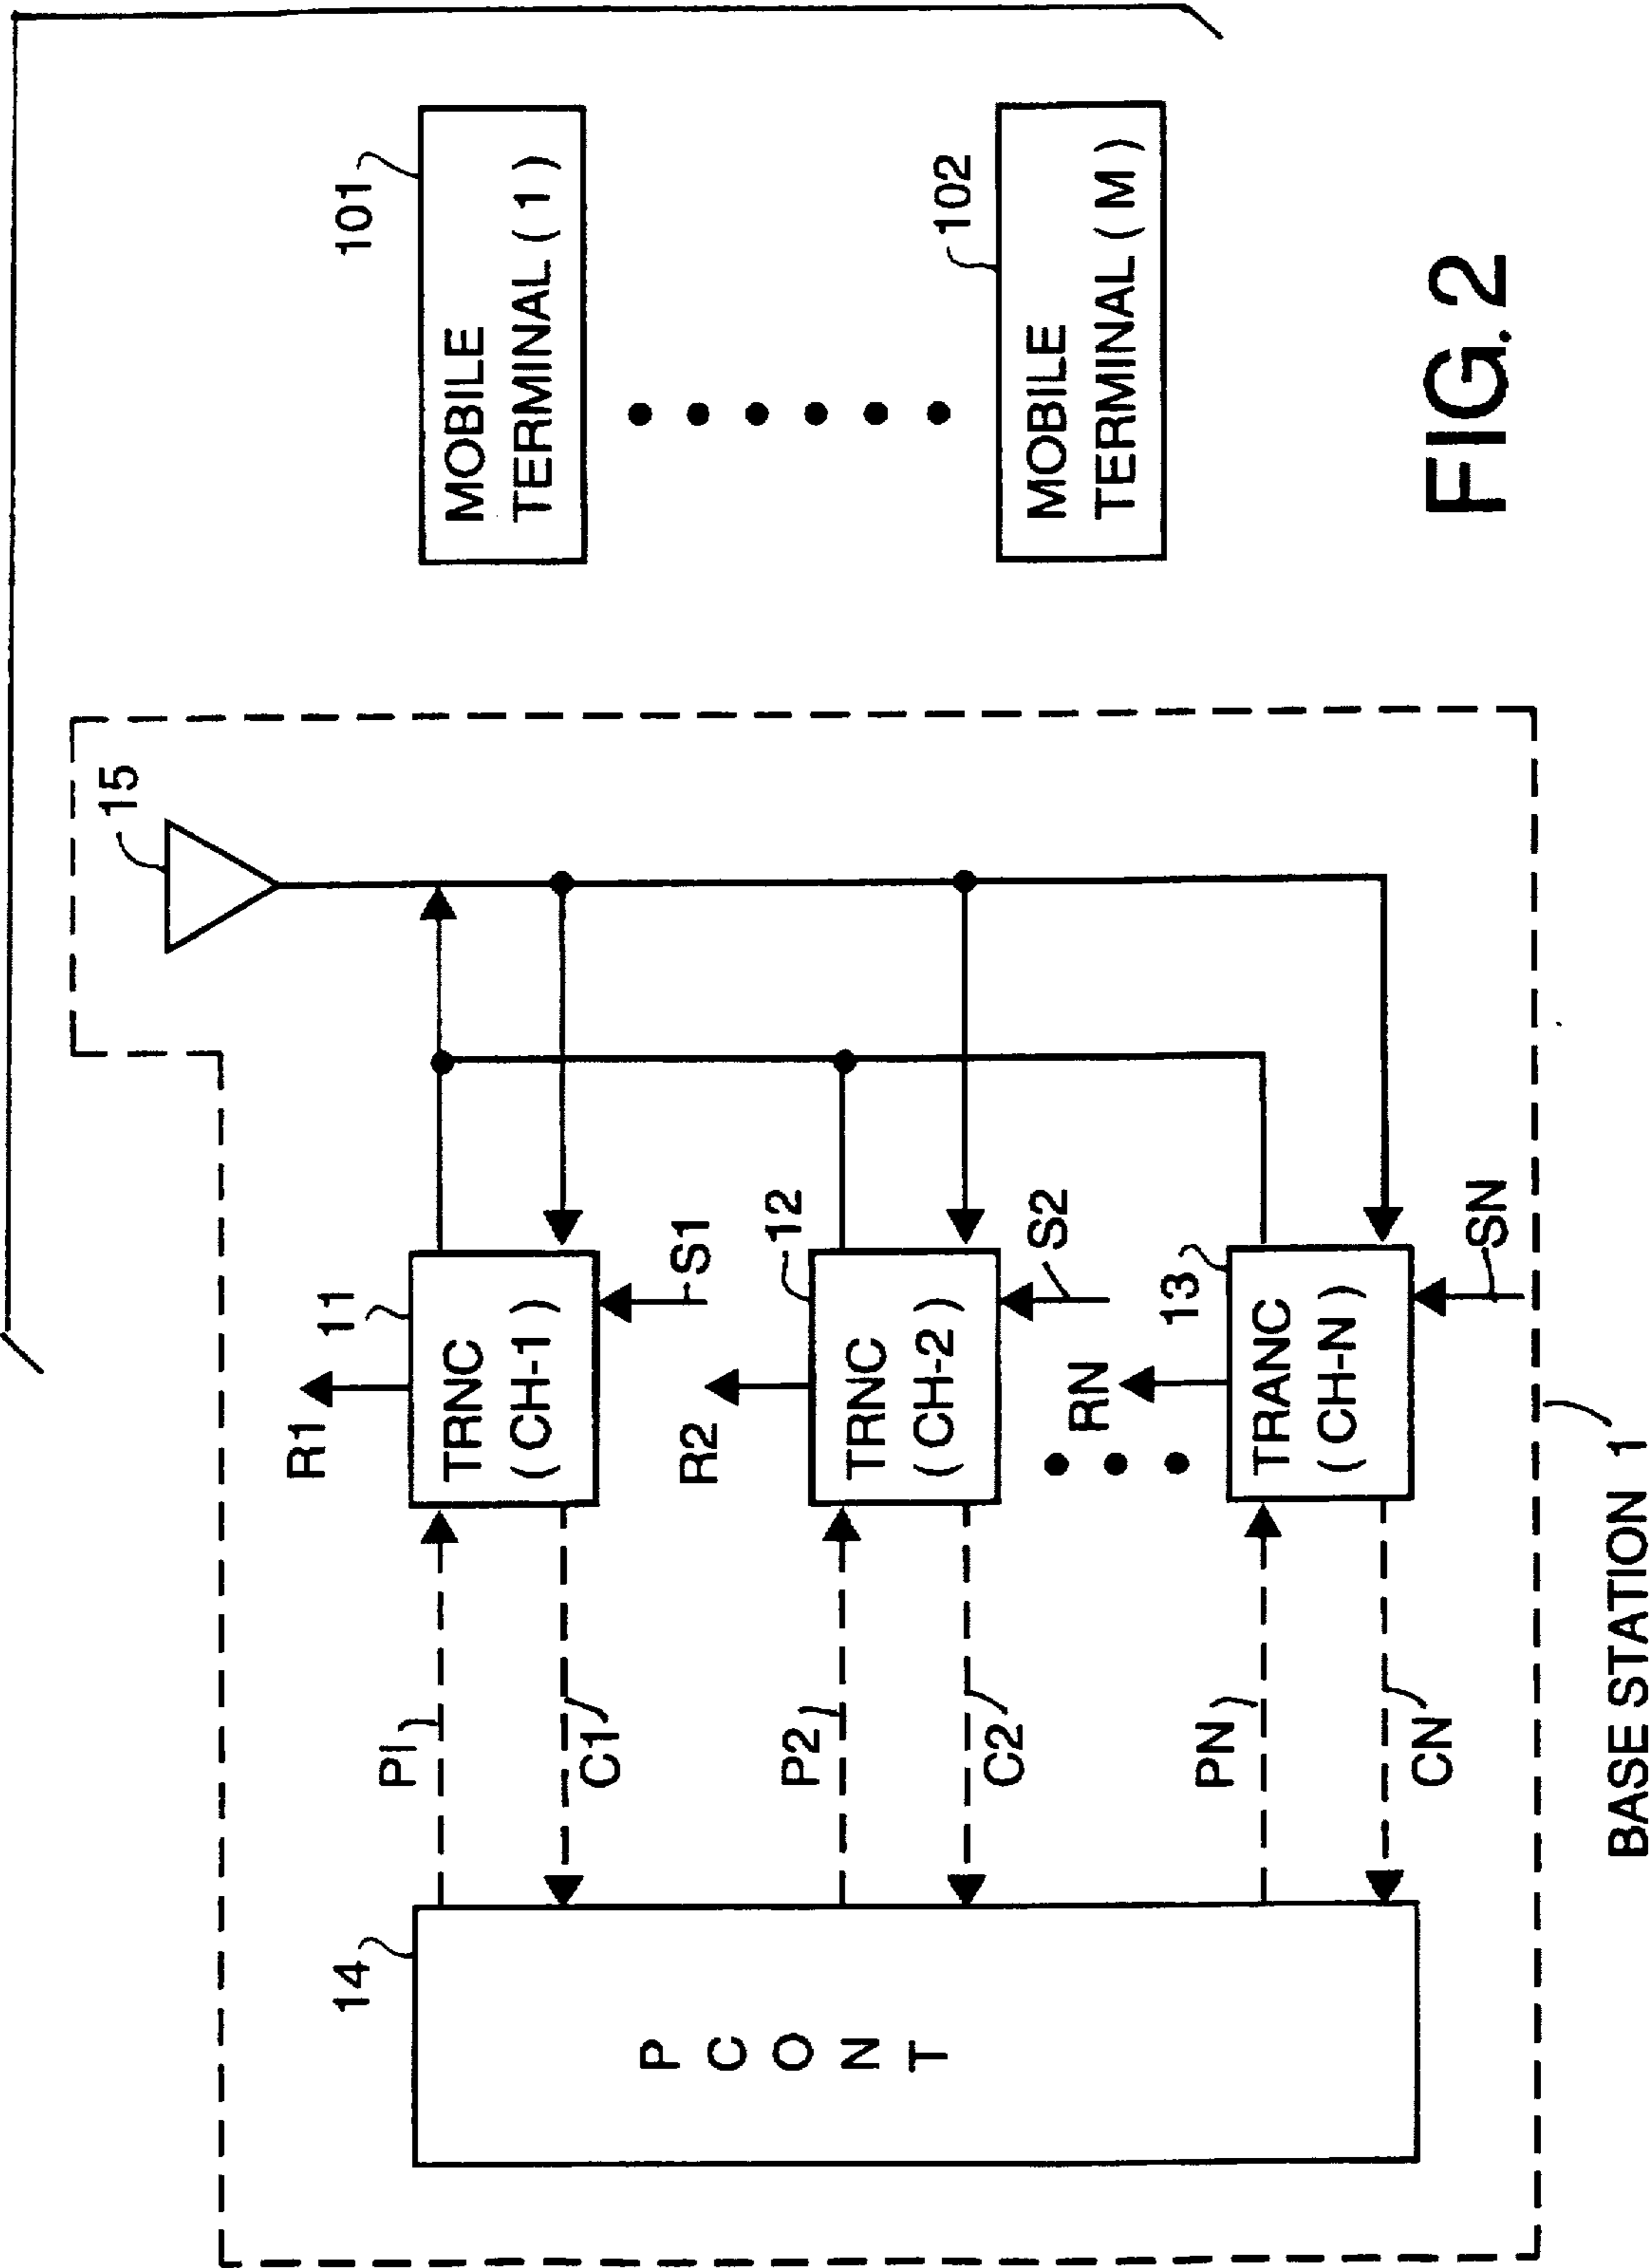 15
101
MOBILE
TERMINAL ( 1 )
14
R1
11
TRNC
( CH-1 )
PI
C1
S1
R2
12
TRNC
( CH-2 )
P2
C2
S2
102
MOBILE
TERMINAL ( M )
P C O N T
RN
13
TRANC
( CH-N )
PN
CN
SN
BASE STATION 1
FIG. 2